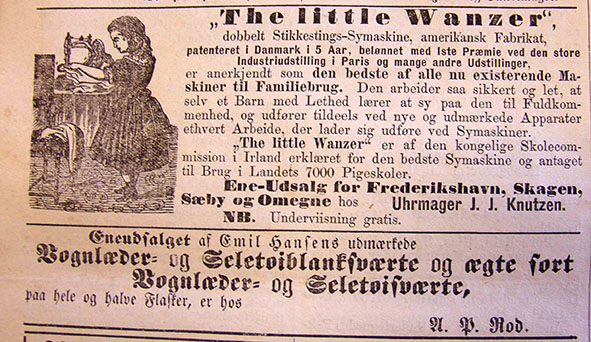 „The little Wanzer“,
dobbelt Stikkestings-Symaskine, amerikansk Fabrikat,
patenteret i Danmark i 5 Aar, belønnet med 1ste Præmie ved den store
Industriudstilling i Paris og mange andre Udstillinger,
er anerkjendt som den bedste af alle nu existerende Ma-
skiner til Familiebrug. Den arbeider saa sikkert og let, at
selv et Barn med Lethed lærer at sy paa den til Fuldkom-
menhed, og udfører tildeels ved nye og udmærkede Apparater
ethvert Arbeide, der lader sig udføre ved Symaskiner.
„The little Wanzer“ er af den kongelige Skolecom-
mission i Irland erklæret for den bedste Symaskine og antaget
til Brug i Landets 7000 Pigeskoler.
Ene-Udsalg for Frederikshavn, Skagen,
Sæby og Omegne hos Uhrmager J. J. Knutzen.
NB. Underviisning gratis.
Eneudsalget af Emil Hansens udmærkede
Vognlæder- og Seletøiblanksværte og ægte sort
Vognlæder- og Seletøisværte,
paa hele og halve Flasker, er hos
A. P. Rod.